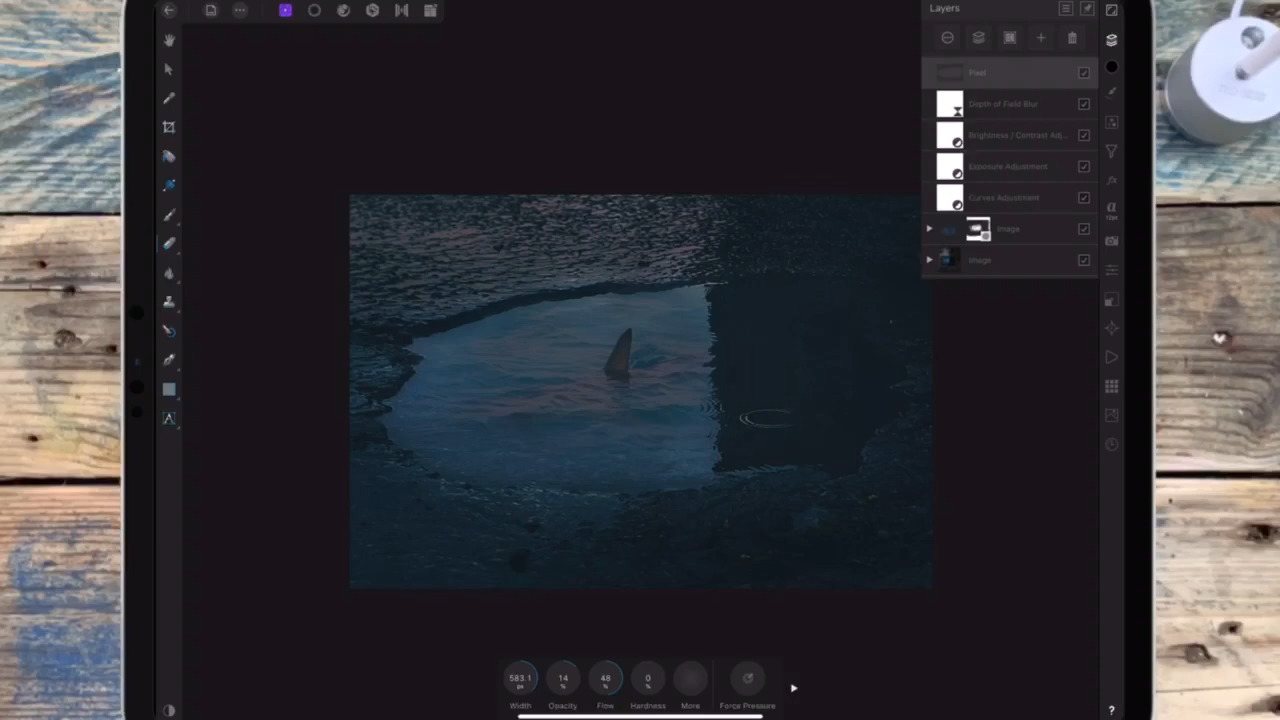 Layers
Pixel
Depth of Field Blur
Brightness / Contrast Adj...
Exposure Adjustment
Curves Adjustment
Image
Image
12px
583.1
px
14
%
48
%
0
%
Width
Opacity
Flow
Hardness
More
Force Pressure
?